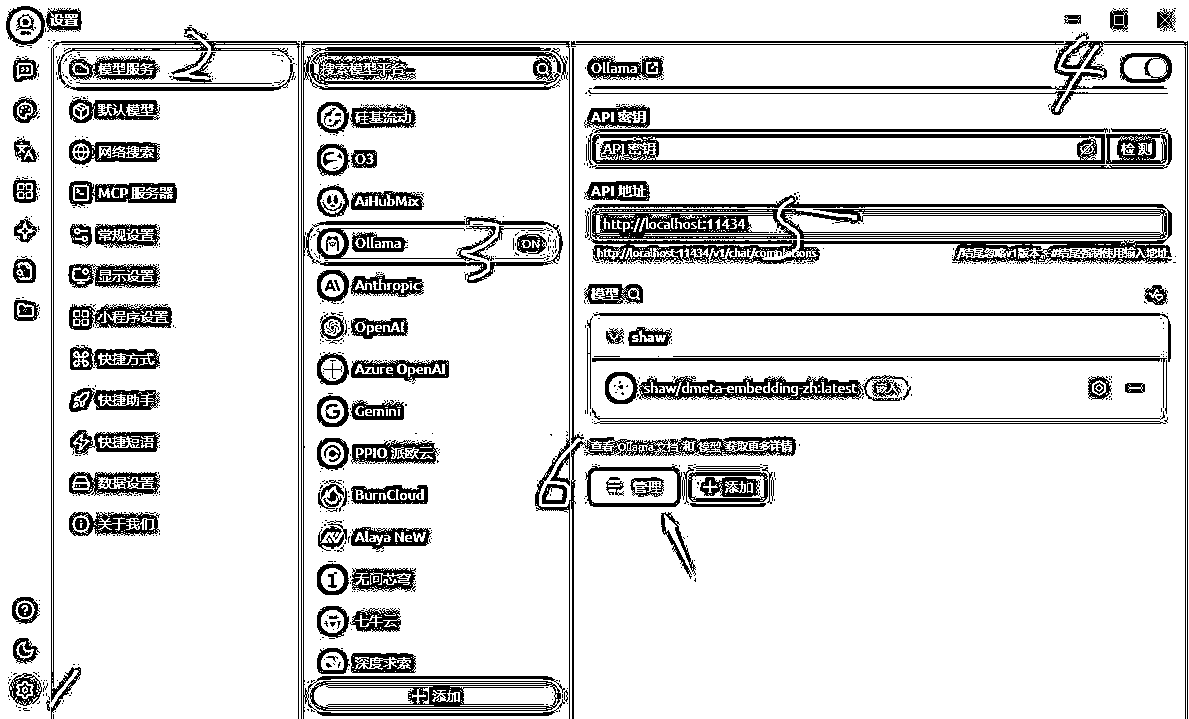 设置
模型服务
默认模型
网络搜索
MCP 服务器
常规设置
显示设置
小程序设置
快捷方式
快捷助手
快捷短语
数据设置
关于我们
1
2
搜索模型平台...
硅基流动
O3
AiHubMix
Ollama ON
3
Anthropic
OpenAI
Azure OpenAI
Gemini
PPIO 派欧云
BurnCloud
Alaya NeW
无问芯穹
七牛云
深度求索
添加
Ollama
4
API 密钥
API 密钥 检测
API 地址
http://localhost:11434
5
http://localhost:11434/v1/chat/completions /结尾忽略v1版本，#结尾强制使用输入地址
模型
shaw
shaw/dmeta-embedding-zh:latest 嵌入
查看 Ollama 文档 和 模型 获取更多详情
6
管理 添加